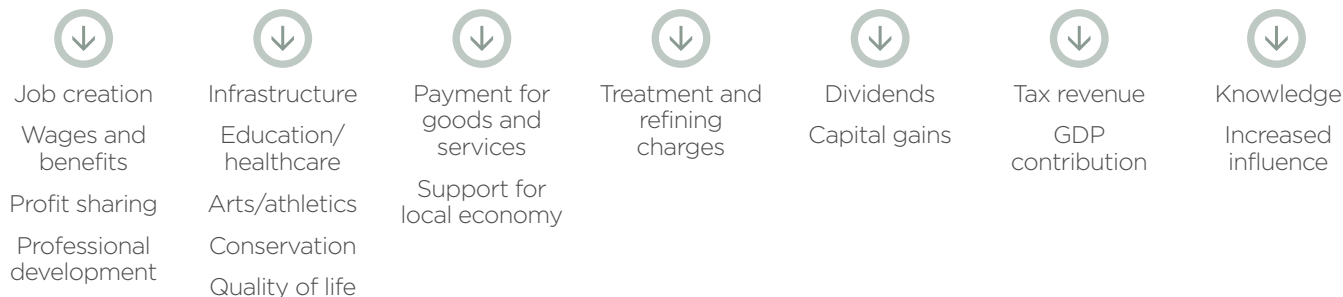 Job creation
Wages and
benefits
Profit sharing
Professional
development
Infrastructure
Education/
healthcare
Arts/athletics
Conservation
Quality of life
Payment for
goods and
services
Support for
local economy
Treatment and
refining
charges
Dividends
Capital gains
Tax revenue
GDP
contribution
Knowledge
Increased
influence